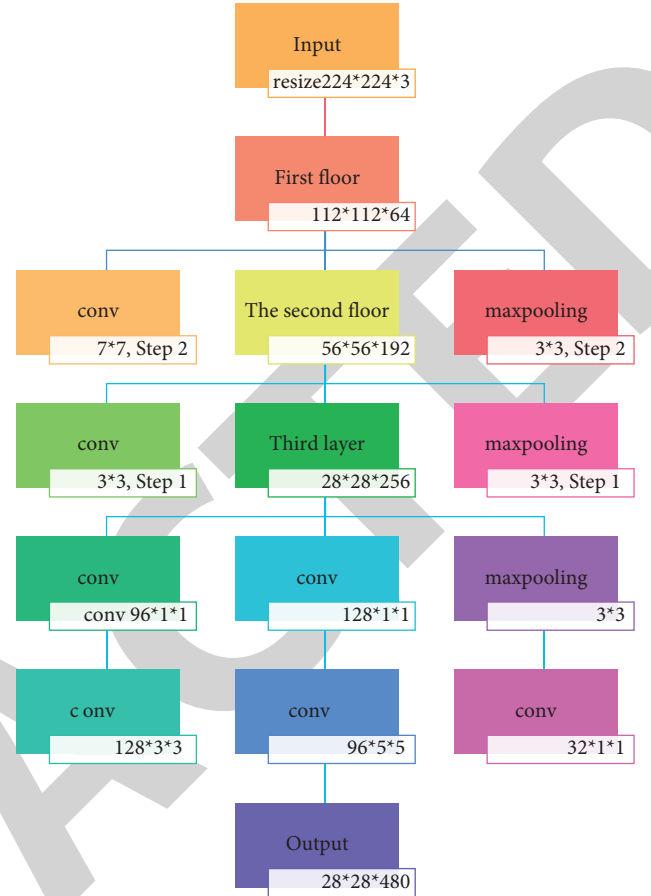 Input
resize224*224*3
First floor
112*112*64
conv
7*7, Step 2
The second floor
56*56*192
maxpooling
3*3, Step 2
conv
3*3, Step 1
Third layer
28*28*256
maxpooling
3*3, Step 1
conv
conv 96*1*1
conv
128*1*1
maxpooling
3*3
c onv
128*3*3
conv
96*5*5
conv
32*1*1
Output
28*28*480